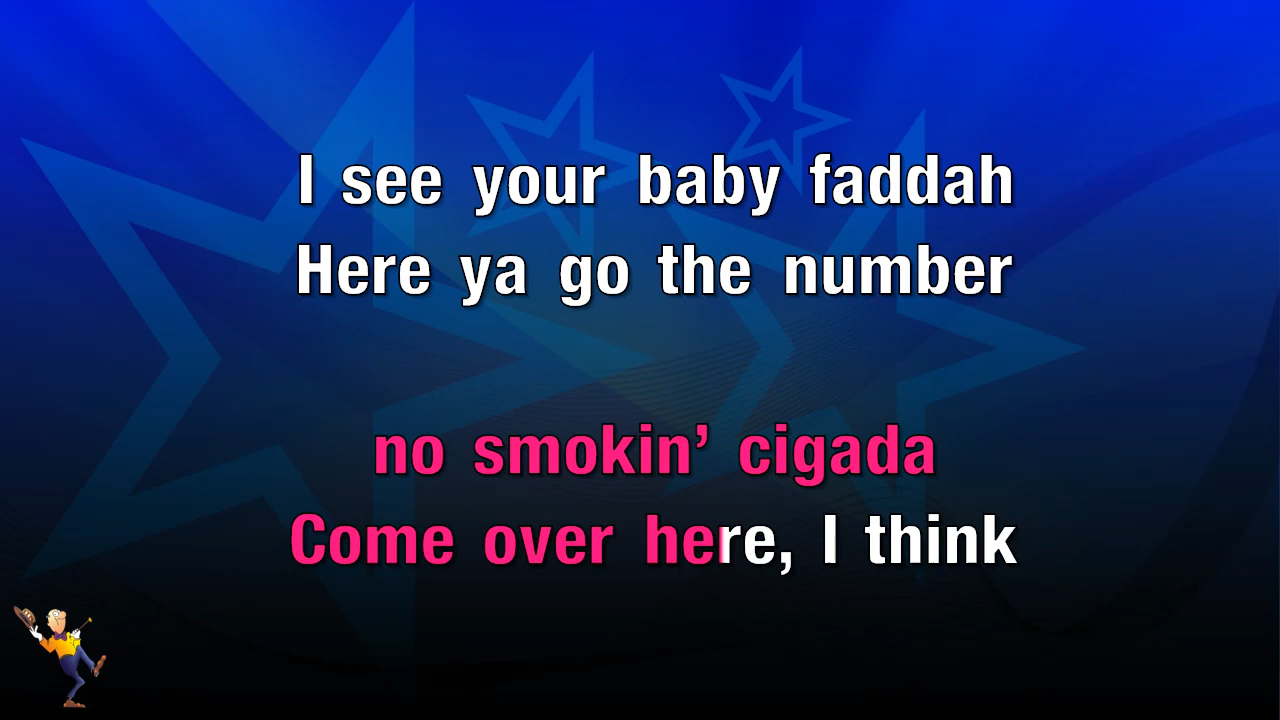 I see your baby faddah
Here ya go the number
no smokin’ cigada
Come over here, I think